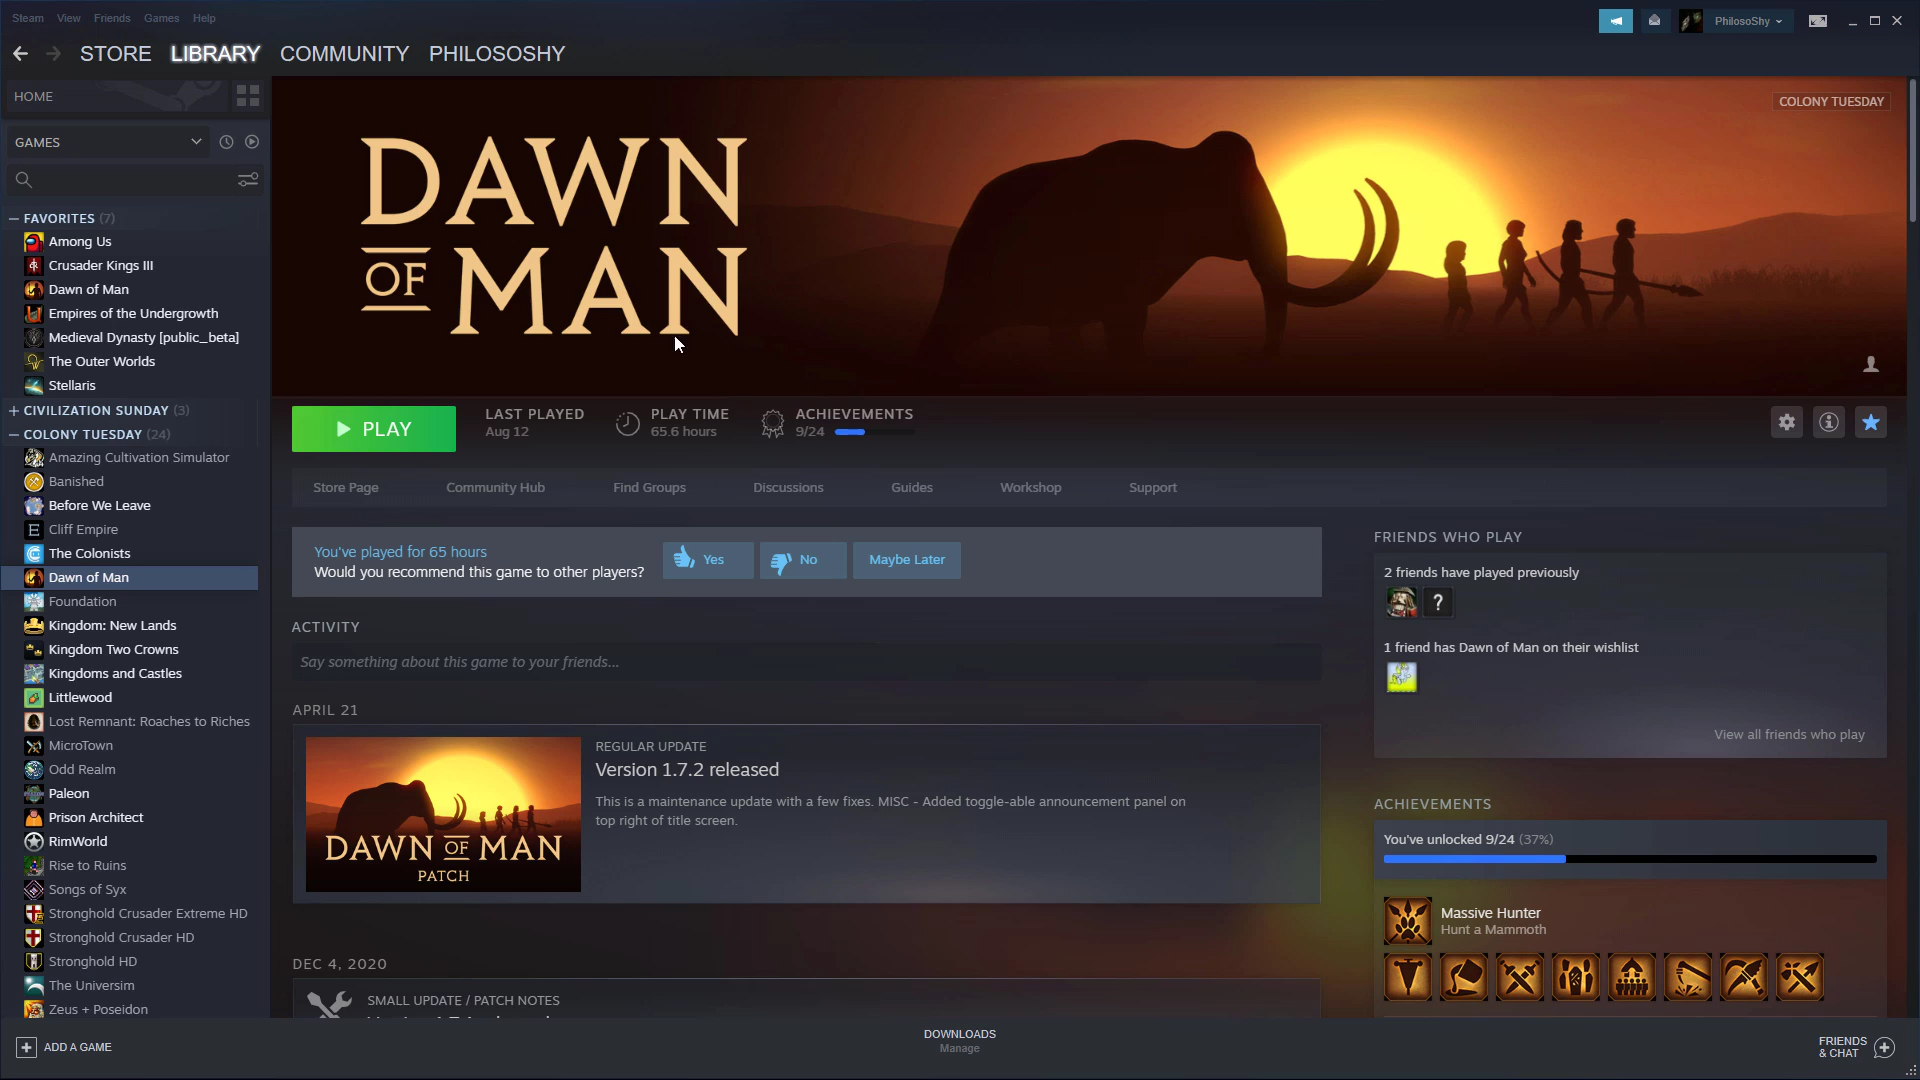 Steam View Friends Games Help
PhilosoShy
STORE LIBRARY COMMUNITY PHILOSOSHY
HOME
GAMES
— FAVORITES (7)
Among Us
Crusader Kings III
Dawn of Man
Empires of the Undergrowth
Medieval Dynasty [public_beta]
The Outer Worlds
Stellaris
+ CIVILIZATION SUNDAY (3)
— COLONY TUESDAY (24)
Amazing Cultivation Simulator
Banished
Before We Leave
Cliff Empire
The Colonists
Dawn of Man
Foundation
Kingdom: New Lands
Kingdom Two Crowns
Kingdoms and Castles
Littlewood
Lost Remnant: Roaches to Riches
MicroTown
Odd Realm
Paleon
Prison Architect
RimWorld
Rise to Ruins
Songs of Syx
Stronghold Crusader Extreme HD
Stronghold Crusader HD
Stronghold HD
The Universim
Zeus + Poseidon
COLONY TUESDAY
DAWN
OF MAN
PLAY
LAST PLAYED
Aug 12
PLAY TIME
65.6 hours
ACHIEVEMENTS
9/24
Store Page Community Hub Find Groups Discussions Guides Workshop Support
You've played for 65 hours
Would you recommend this game to other players?
Yes No Maybe Later
ACTIVITY
Say something about this game to your friends...
APRIL 21
DAWN OF MAN
PATCH
REGULAR UPDATE
Version 1.7.2 released
This is a maintenance update with a few fixes. MISC - Added toggle-able announcement panel on
top right of title screen.
DEC 4, 2020
SMALL UPDATE / PATCH NOTES
FRIENDS WHO PLAY
2 friends have played previously
?
1 friend has Dawn of Man on their wishlist
View all friends who play
ACHIEVEMENTS
You've unlocked 9/24 (37%)
Massive Hunter
Hunt a Mammoth
ADD A GAME
DOWNLOADS
Manage
FRIENDS
& CHAT